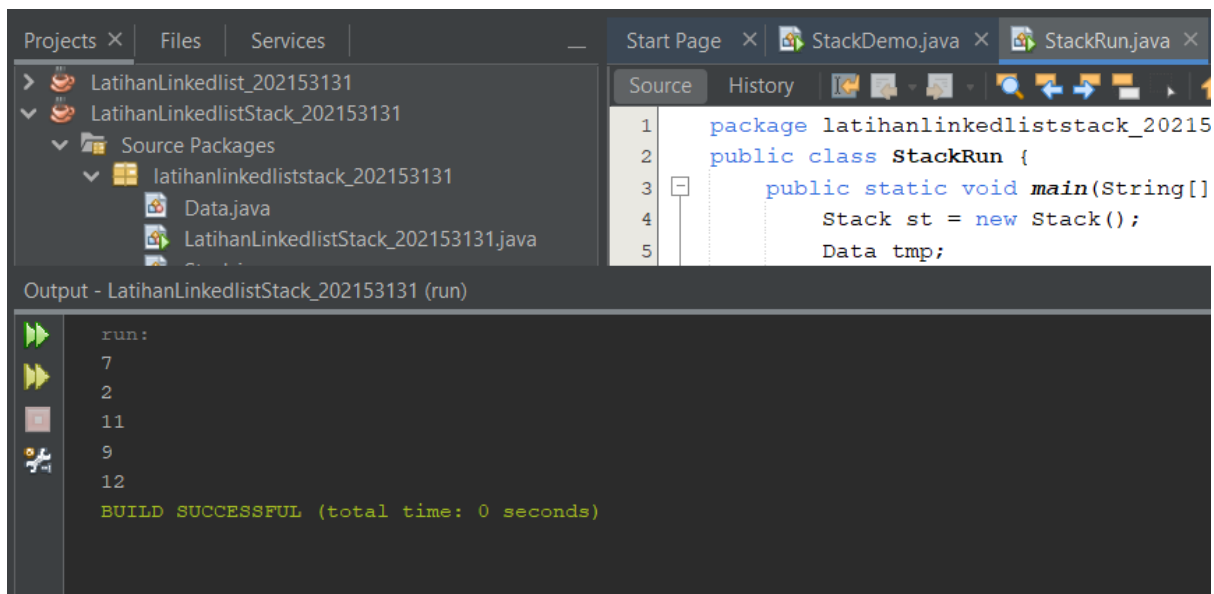 Projects Files Services
LatihanLinkedlist_202153131
LatihanLinkedlistStack_202153131
Source Packages
latihanlinkedliststack_202153131
Data.java
LatihanLinkedlistStack_202153131.java
Start Page StackDemo.java StackRun.java
Source History
1 package latihanlinkedliststack_20215
2 public class StackRun {
3 public static void main(String[]
4 Stack st = new Stack();
5 Data tmp;
Output - LatihanLinkedlistStack_202153131 (run)
run:
7
2
11
9
12
BUILD SUCCESSFUL (total time: 0 seconds)